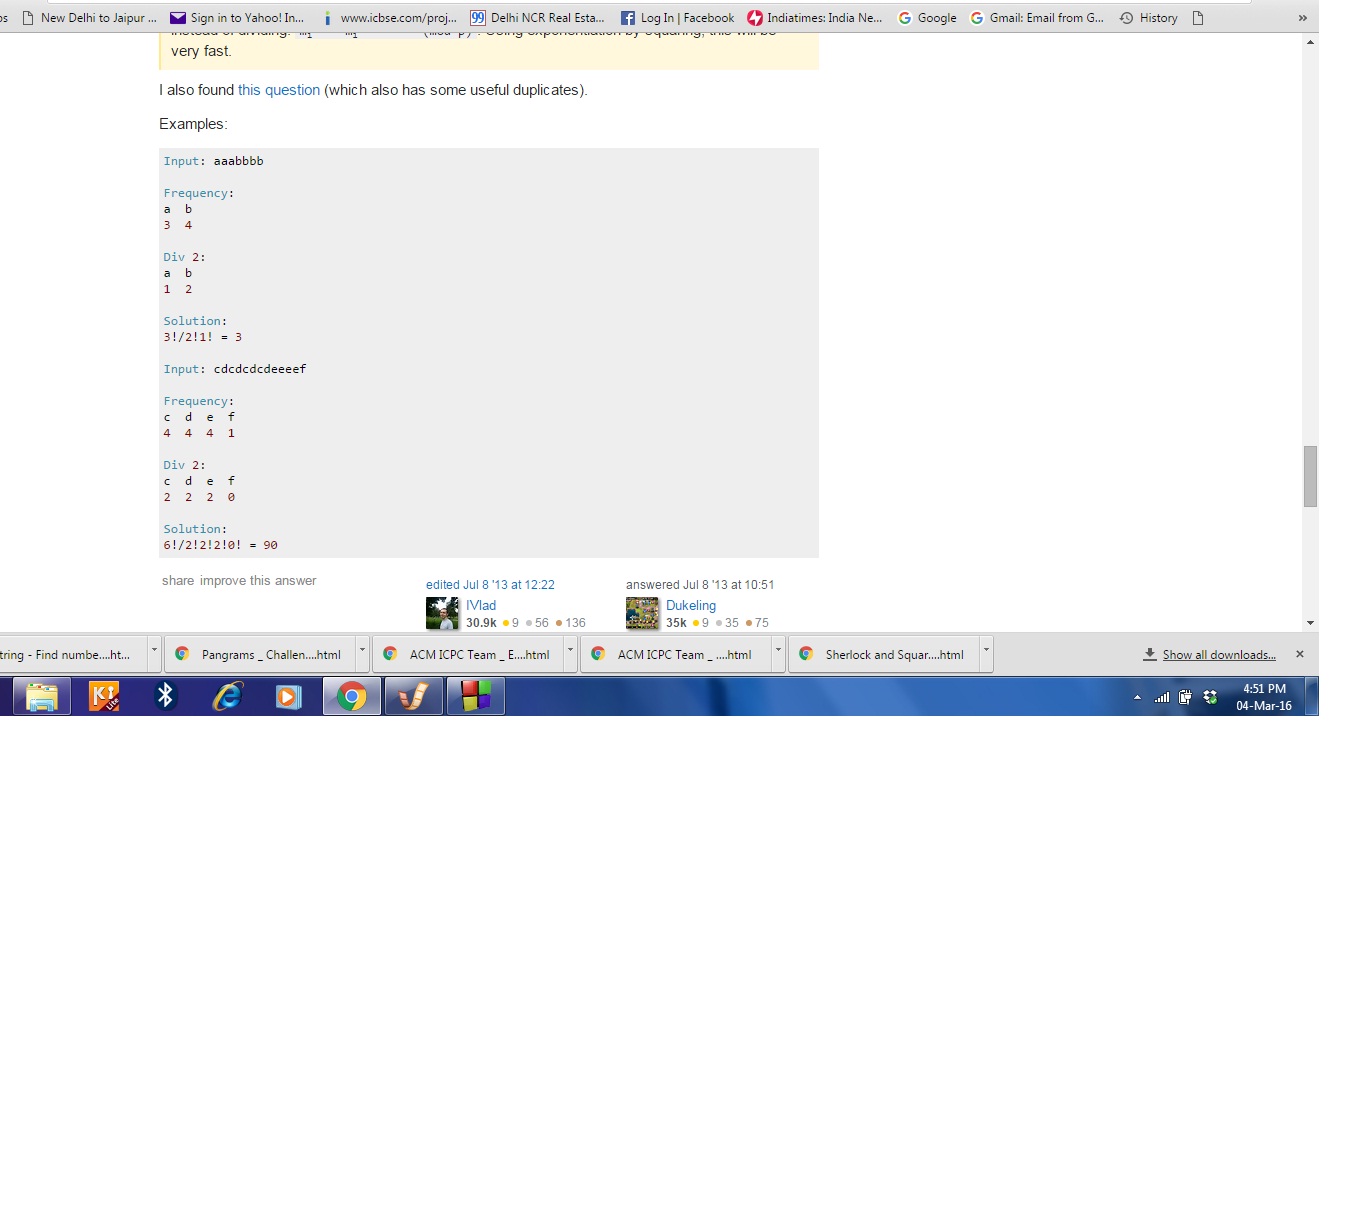 os New Delhi to Jaipur ... Sign in to Yahoo! In... www.icbse.com/proj... 99 Delhi NCR Real Esta... Log In | Facebook Indiatimes: India Ne... Google Gmail: Email from G... History »
very fast.
I also found this question (which also has some useful duplicates).
Examples:
Input: aaabbbb
Frequency:
a b
3 4
Div 2:
a b
1 2
Solution:
3!/2!1! = 3
Input: cdcdcdcdeeeef
Frequency:
c d e f
4 4 4 1
Div 2:
c d e f
2 2 2 0
Solution:
6!/2!2!2!0! = 90
share improve this answer
edited Jul 8 '13 at 12:22
IVlad
30.9k 9 56 136
answered Jul 8 '13 at 10:51
Dukeling
35k 9 35 75
tring - Find numbe....ht... Pangrams _ Challen....html ACM ICPC Team _ E....html ACM ICPC Team _ ....html Sherlock and Squar....html Show all downloads...
4:51 PM
04-Mar-16